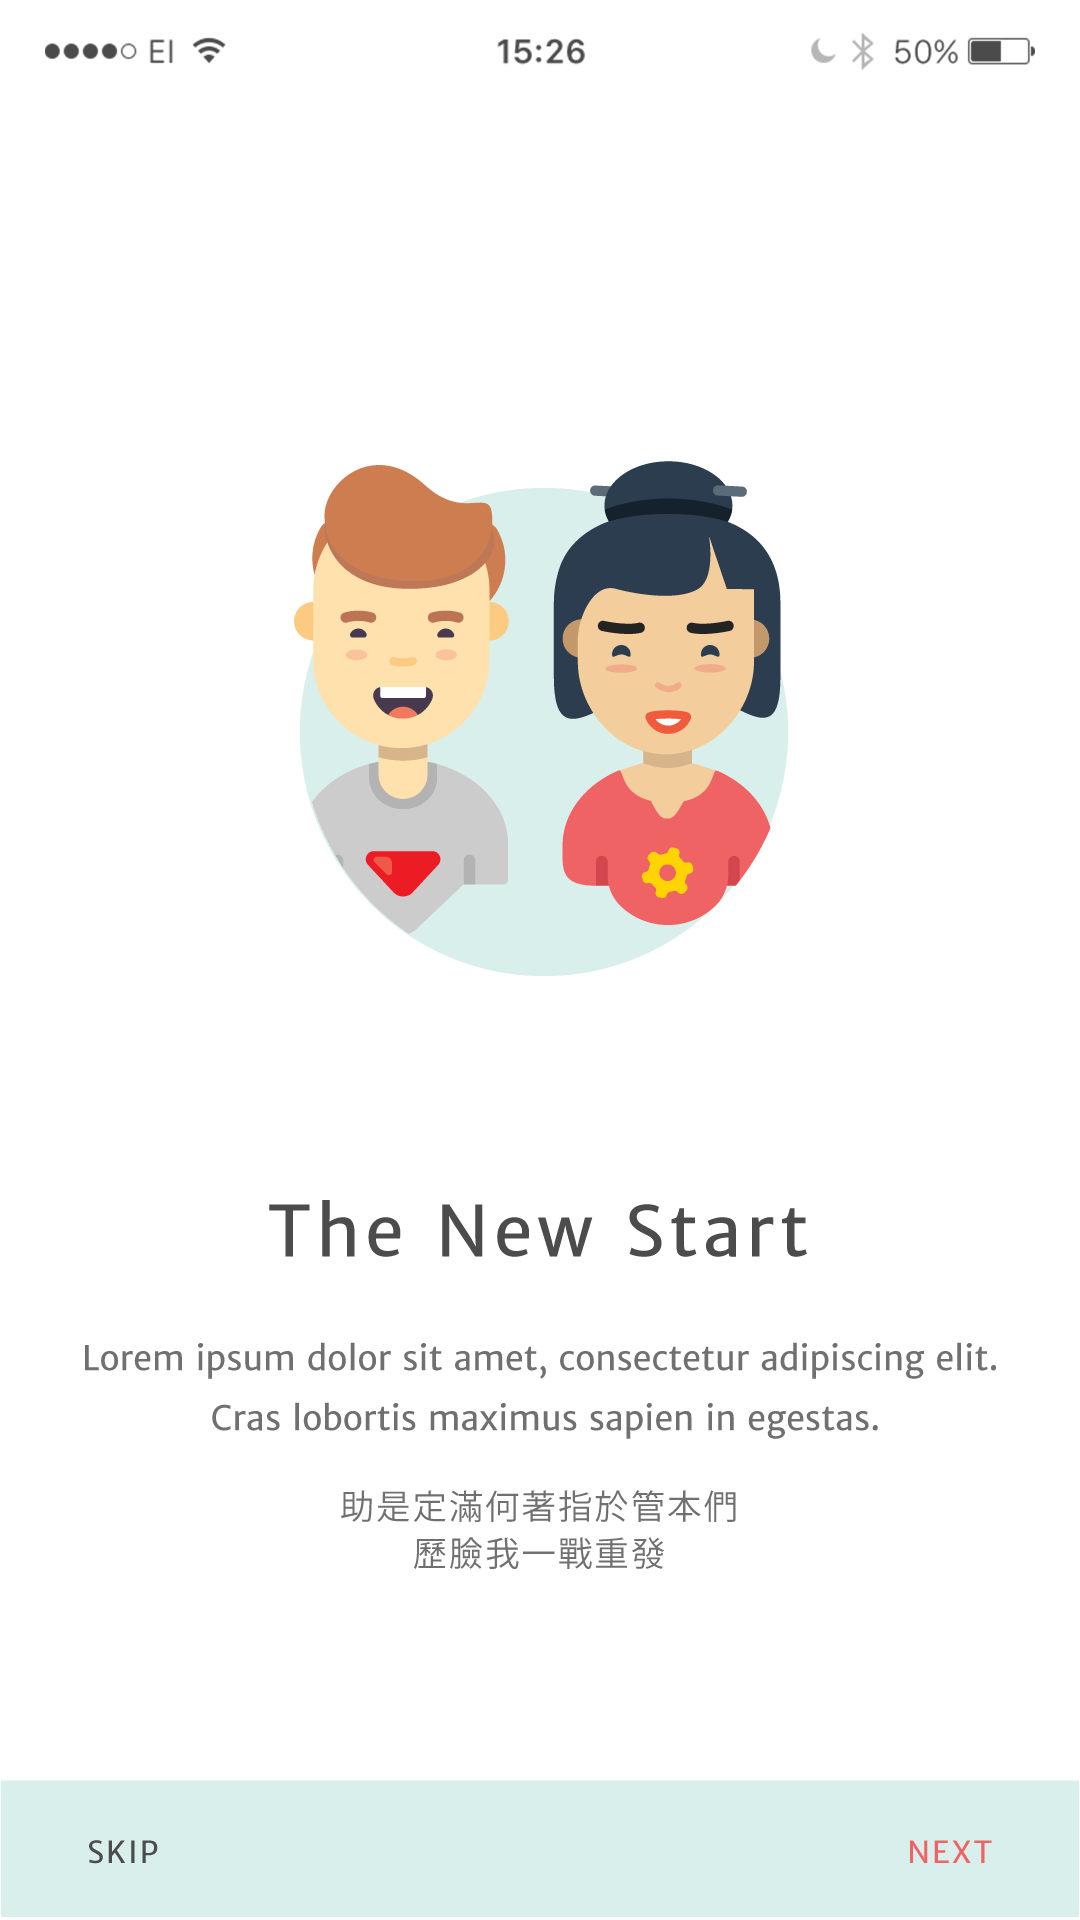 EI 15:26 50%
The New Start
Lorem ipsum dolor sit amet, consectetur adipiscing elit.
Cras lobortis maximus sapien in egestas.
助是定滿何著指於管本們
歷臉我一戰重發
SKIP NEXT